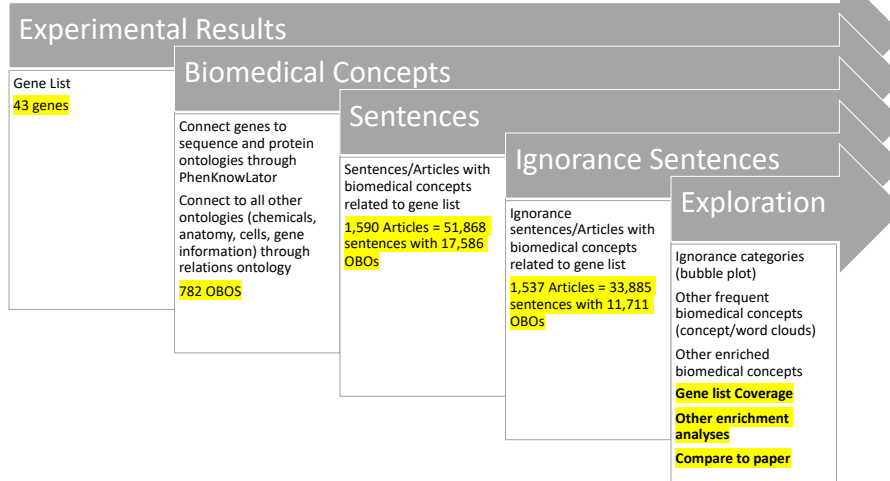 Experimental Results
Gene List
43 genes
Biomedical Concepts
Connect genes to
sequence and protein
ontologies through
PhenKnowLator
Connect to all other
ontologies (chemicals,
anatomy, cells, gene
information) through
relations ontology
782 OBOS
Sentences
Sentences/Articles with
biomedical concepts
related to gene list
1,590 Articles = 51,868
sentences with 17,586
OBOs
Ignorance Sentences
Ignorance
sentences/Articles with
biomedical concepts
related to gene list
1,537 Articles = 33,885
sentences with 11,711
OBOs
Exploration
Ignorance categories
(bubble plot)
Other frequent
biomedical concepts
(concept/word clouds)
Other enriched
biomedical concepts
Gene list Coverage
Other enrichment
analyses
Compare to paper